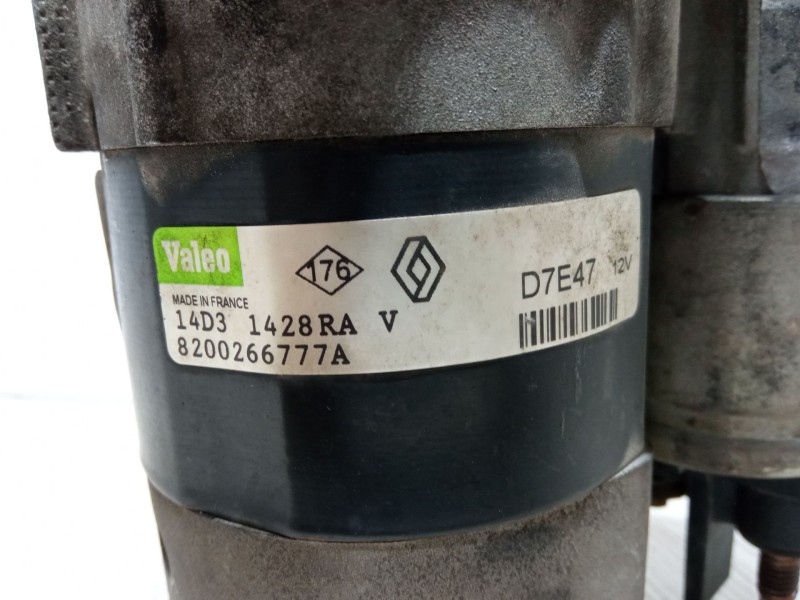 Valeo
176
D7E47 12V
MADE IN FRANCE
14D3 1428RA V
8200266777A